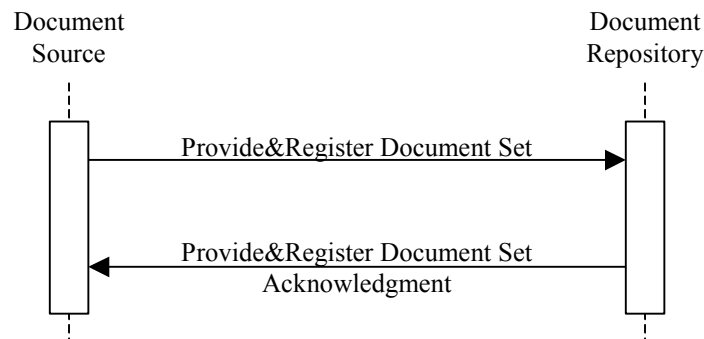 Document
Source
Document
Repository
Provide&Register Document Set
Provide&Register Document Set
Acknowledgment